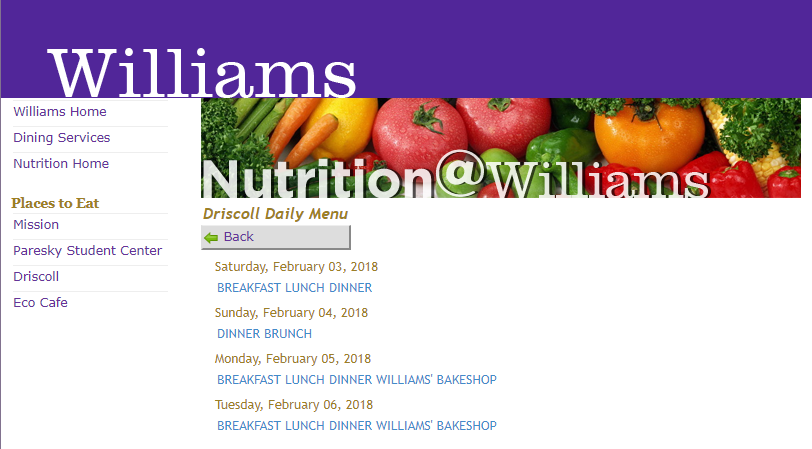 Williams
Williams Home
Dining Services
Nutrition Home
Places to Eat
Mission
Paresky Student Center
Driscoll
Eco Cafe
Nutrition@Williams
Driscoll Daily Menu
Back
Saturday, February 03, 2018
BREAKFAST LUNCH DINNER
Sunday, February 04, 2018
DINNER BRUNCH
Monday, February 05, 2018
BREAKFAST LUNCH DINNER WILLIAMS' BAKESHOP
Tuesday, February 06, 2018
BREAKFAST LUNCH DINNER WILLIAMS' BAKESHOP